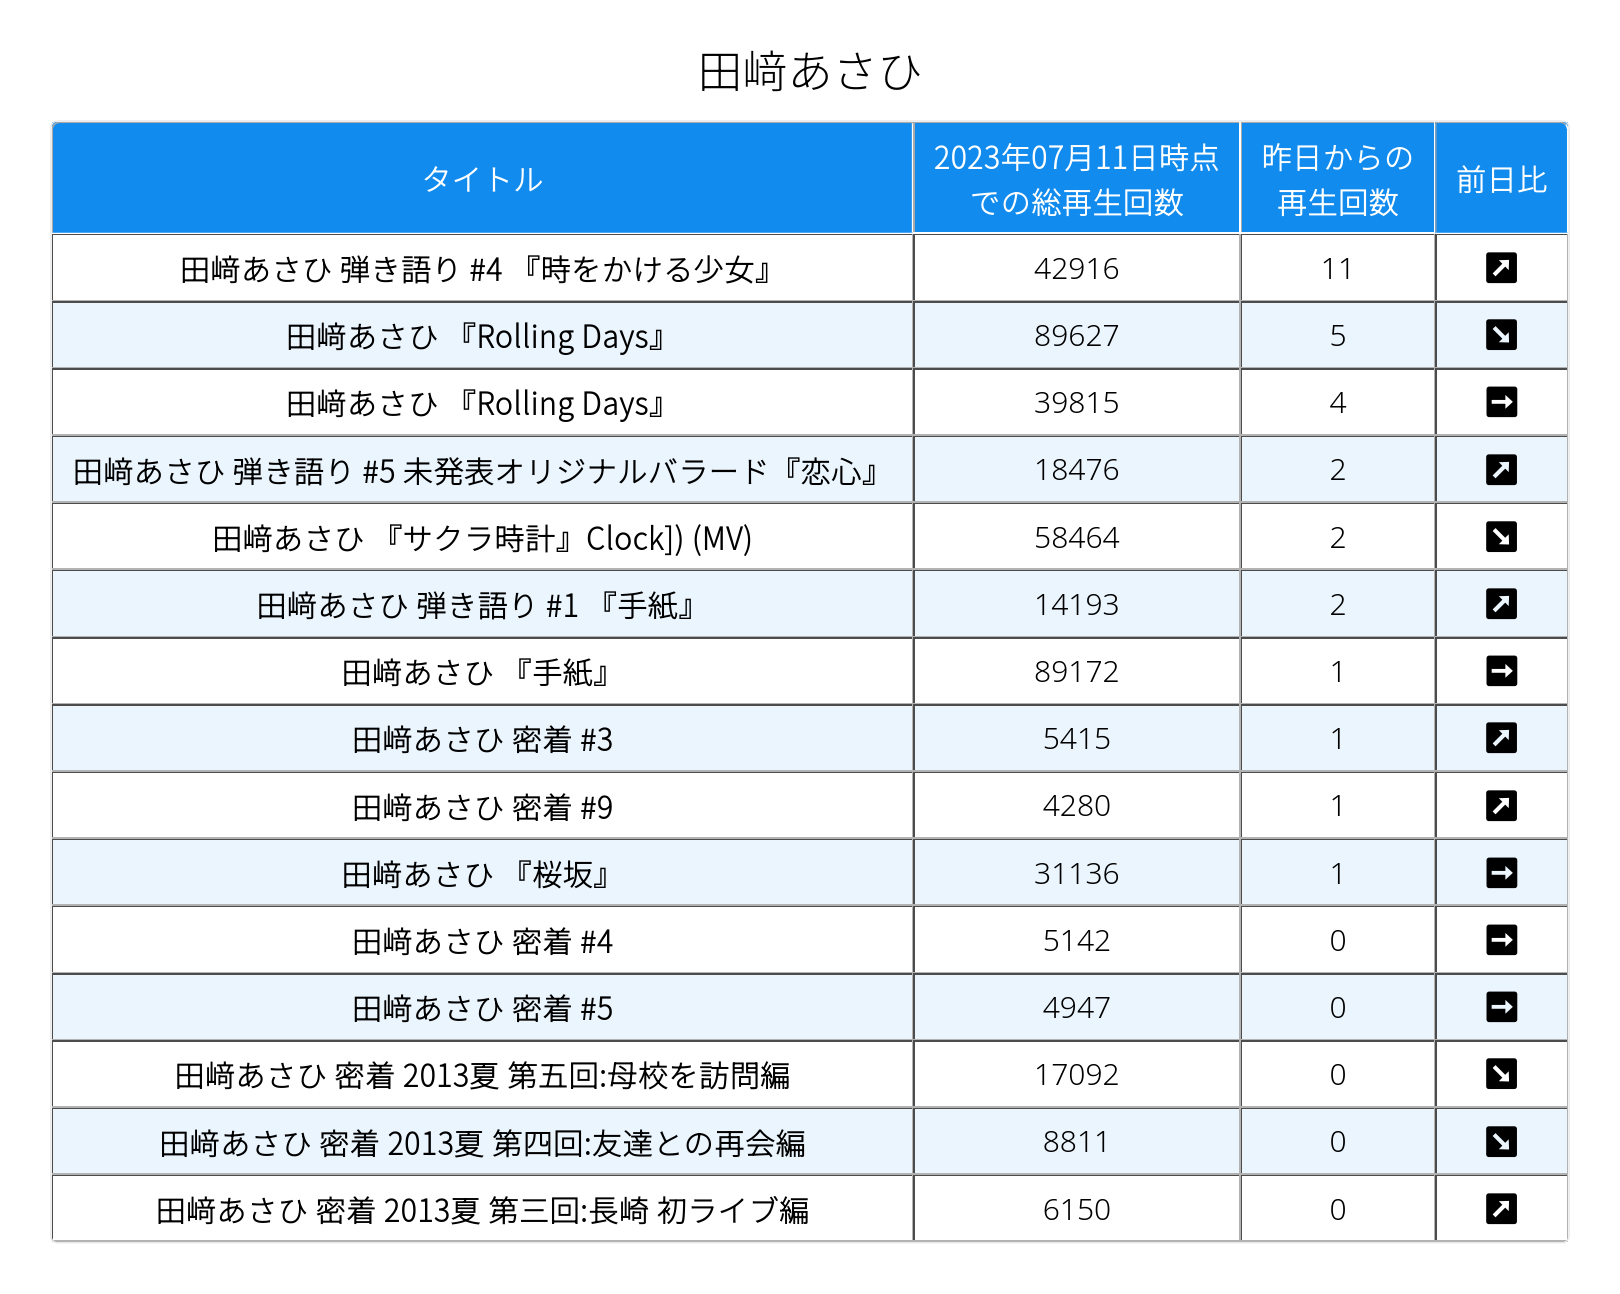 田﨑あさひ
タイトル 2023年07月11日時点での総再生回数 昨日からの再生回数 前日比
田﨑あさひ 弾き語り #4 『時をかける少女』 42916 11 ↗
田﨑あさひ 『Rolling Days』 89627 5 ↘
田﨑あさひ 『Rolling Days』 39815 4 →
田﨑あさひ 弾き語り #5 未発表オリジナルバラード『恋心』 18476 2 ↗
田﨑あさひ 『サクラ時計』Clock]) (MV) 58464 2 ↘
田﨑あさひ 弾き語り #1 『手紙』 14193 2 ↗
田﨑あさひ 『手紙』 89172 1 →
田﨑あさひ 密着 #3 5415 1 ↗
田﨑あさひ 密着 #9 4280 1 ↗
田﨑あさひ 『桜坂』 31136 1 →
田﨑あさひ 密着 #4 5142 0 →
田﨑あさひ 密着 #5 4947 0 →
田﨑あさひ 密着 2013夏 第五回:母校を訪問編 17092 0 ↘
田﨑あさひ 密着 2013夏 第四回:友達との再会編 8811 0 ↘
田﨑あさひ 密着 2013夏 第三回:長崎 初ライブ編 6150 0 ↗